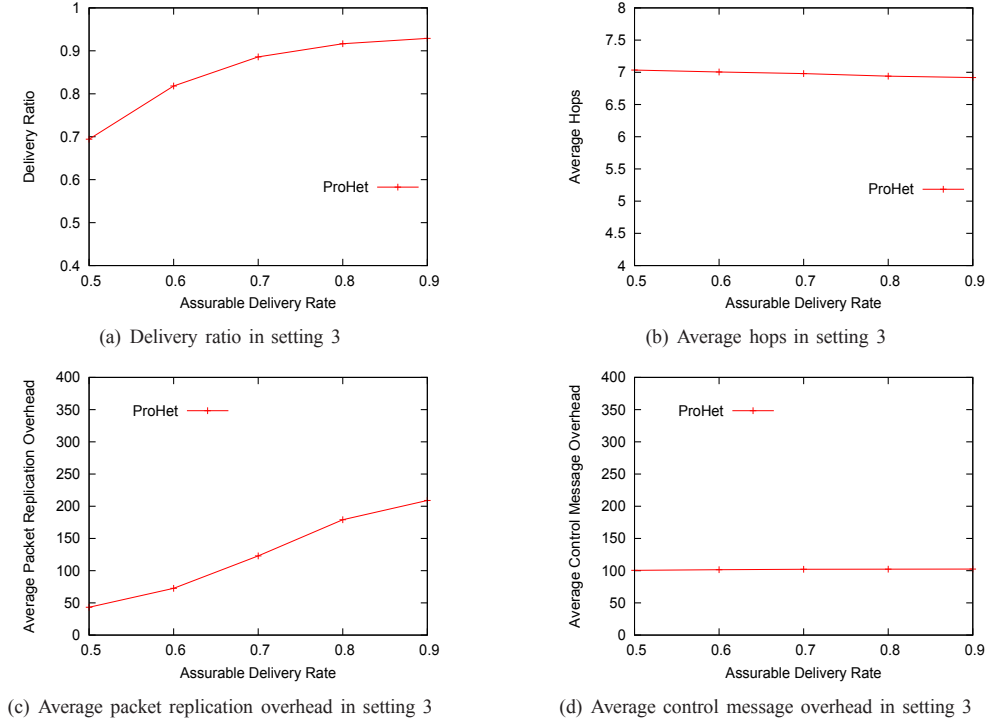 1
0.9
0.8
0.7
0.6
0.5
0.4
Delivery Ratio
ProHet
0.5 0.6 0.7 0.8 0.9
Assurable Delivery Rate
(a) Delivery ratio in setting 3
8
7.5
7
6.5
6
5.5
5
4.5
4
Average Hops
ProHet
0.5 0.6 0.7 0.8 0.9
Assurable Delivery Rate
(b) Average hops in setting 3
400
350
300
250
200
150
100
50
0
Average Packet Replication Overhead
ProHet
0.5 0.6 0.7 0.8 0.9
Assurable Delivery Rate
(c) Average packet replication overhead in setting 3
400
350
300
250
200
150
100
50
0
Average Control Message Overhead
ProHet
0.5 0.6 0.7 0.8 0.9
Assurable Delivery Rate
(d) Average control message overhead in setting 3